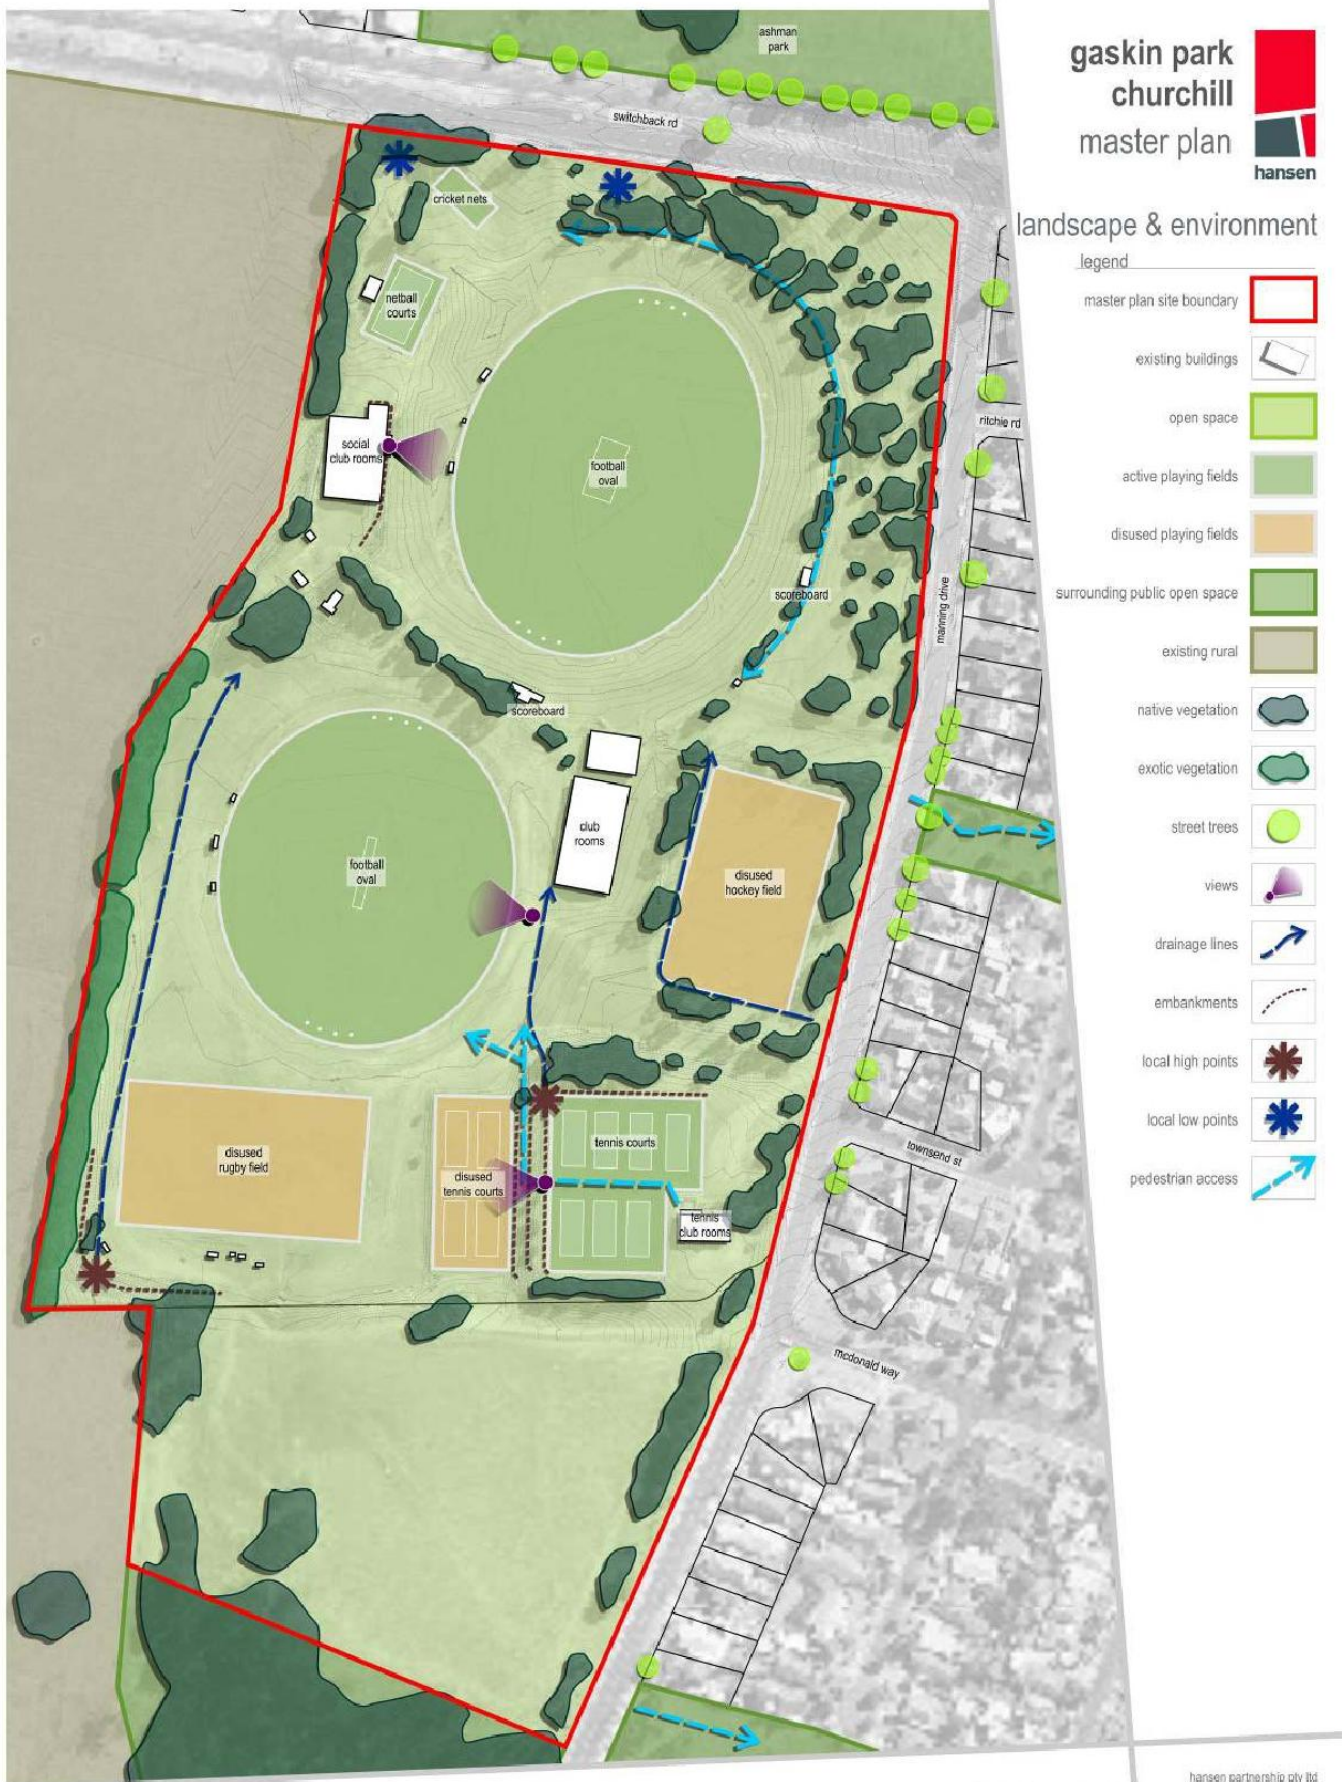 ashman
park
switchback rd
gaskin park
churchill
master plan
hansen
landscape & environment
legend
master plan site boundary
existing buildings
open space
active playing fields
disused playing fields
surrounding public open space
existing rural
native vegetation
exotic vegetation
street trees
views
drainage lines
embankments
local high points
local low points
pedestrian access
cricket nets
netball
courts
social
club rooms
football
oval
ritchie rd
scoreboard
manning drive
scoreboard
club
rooms
football
oval
disused
hockey field
disused
rugby field
disused
tennis courts
tennis courts
tennis
club rooms
townsend st
mcdonald way
hansen partnership pty ltd